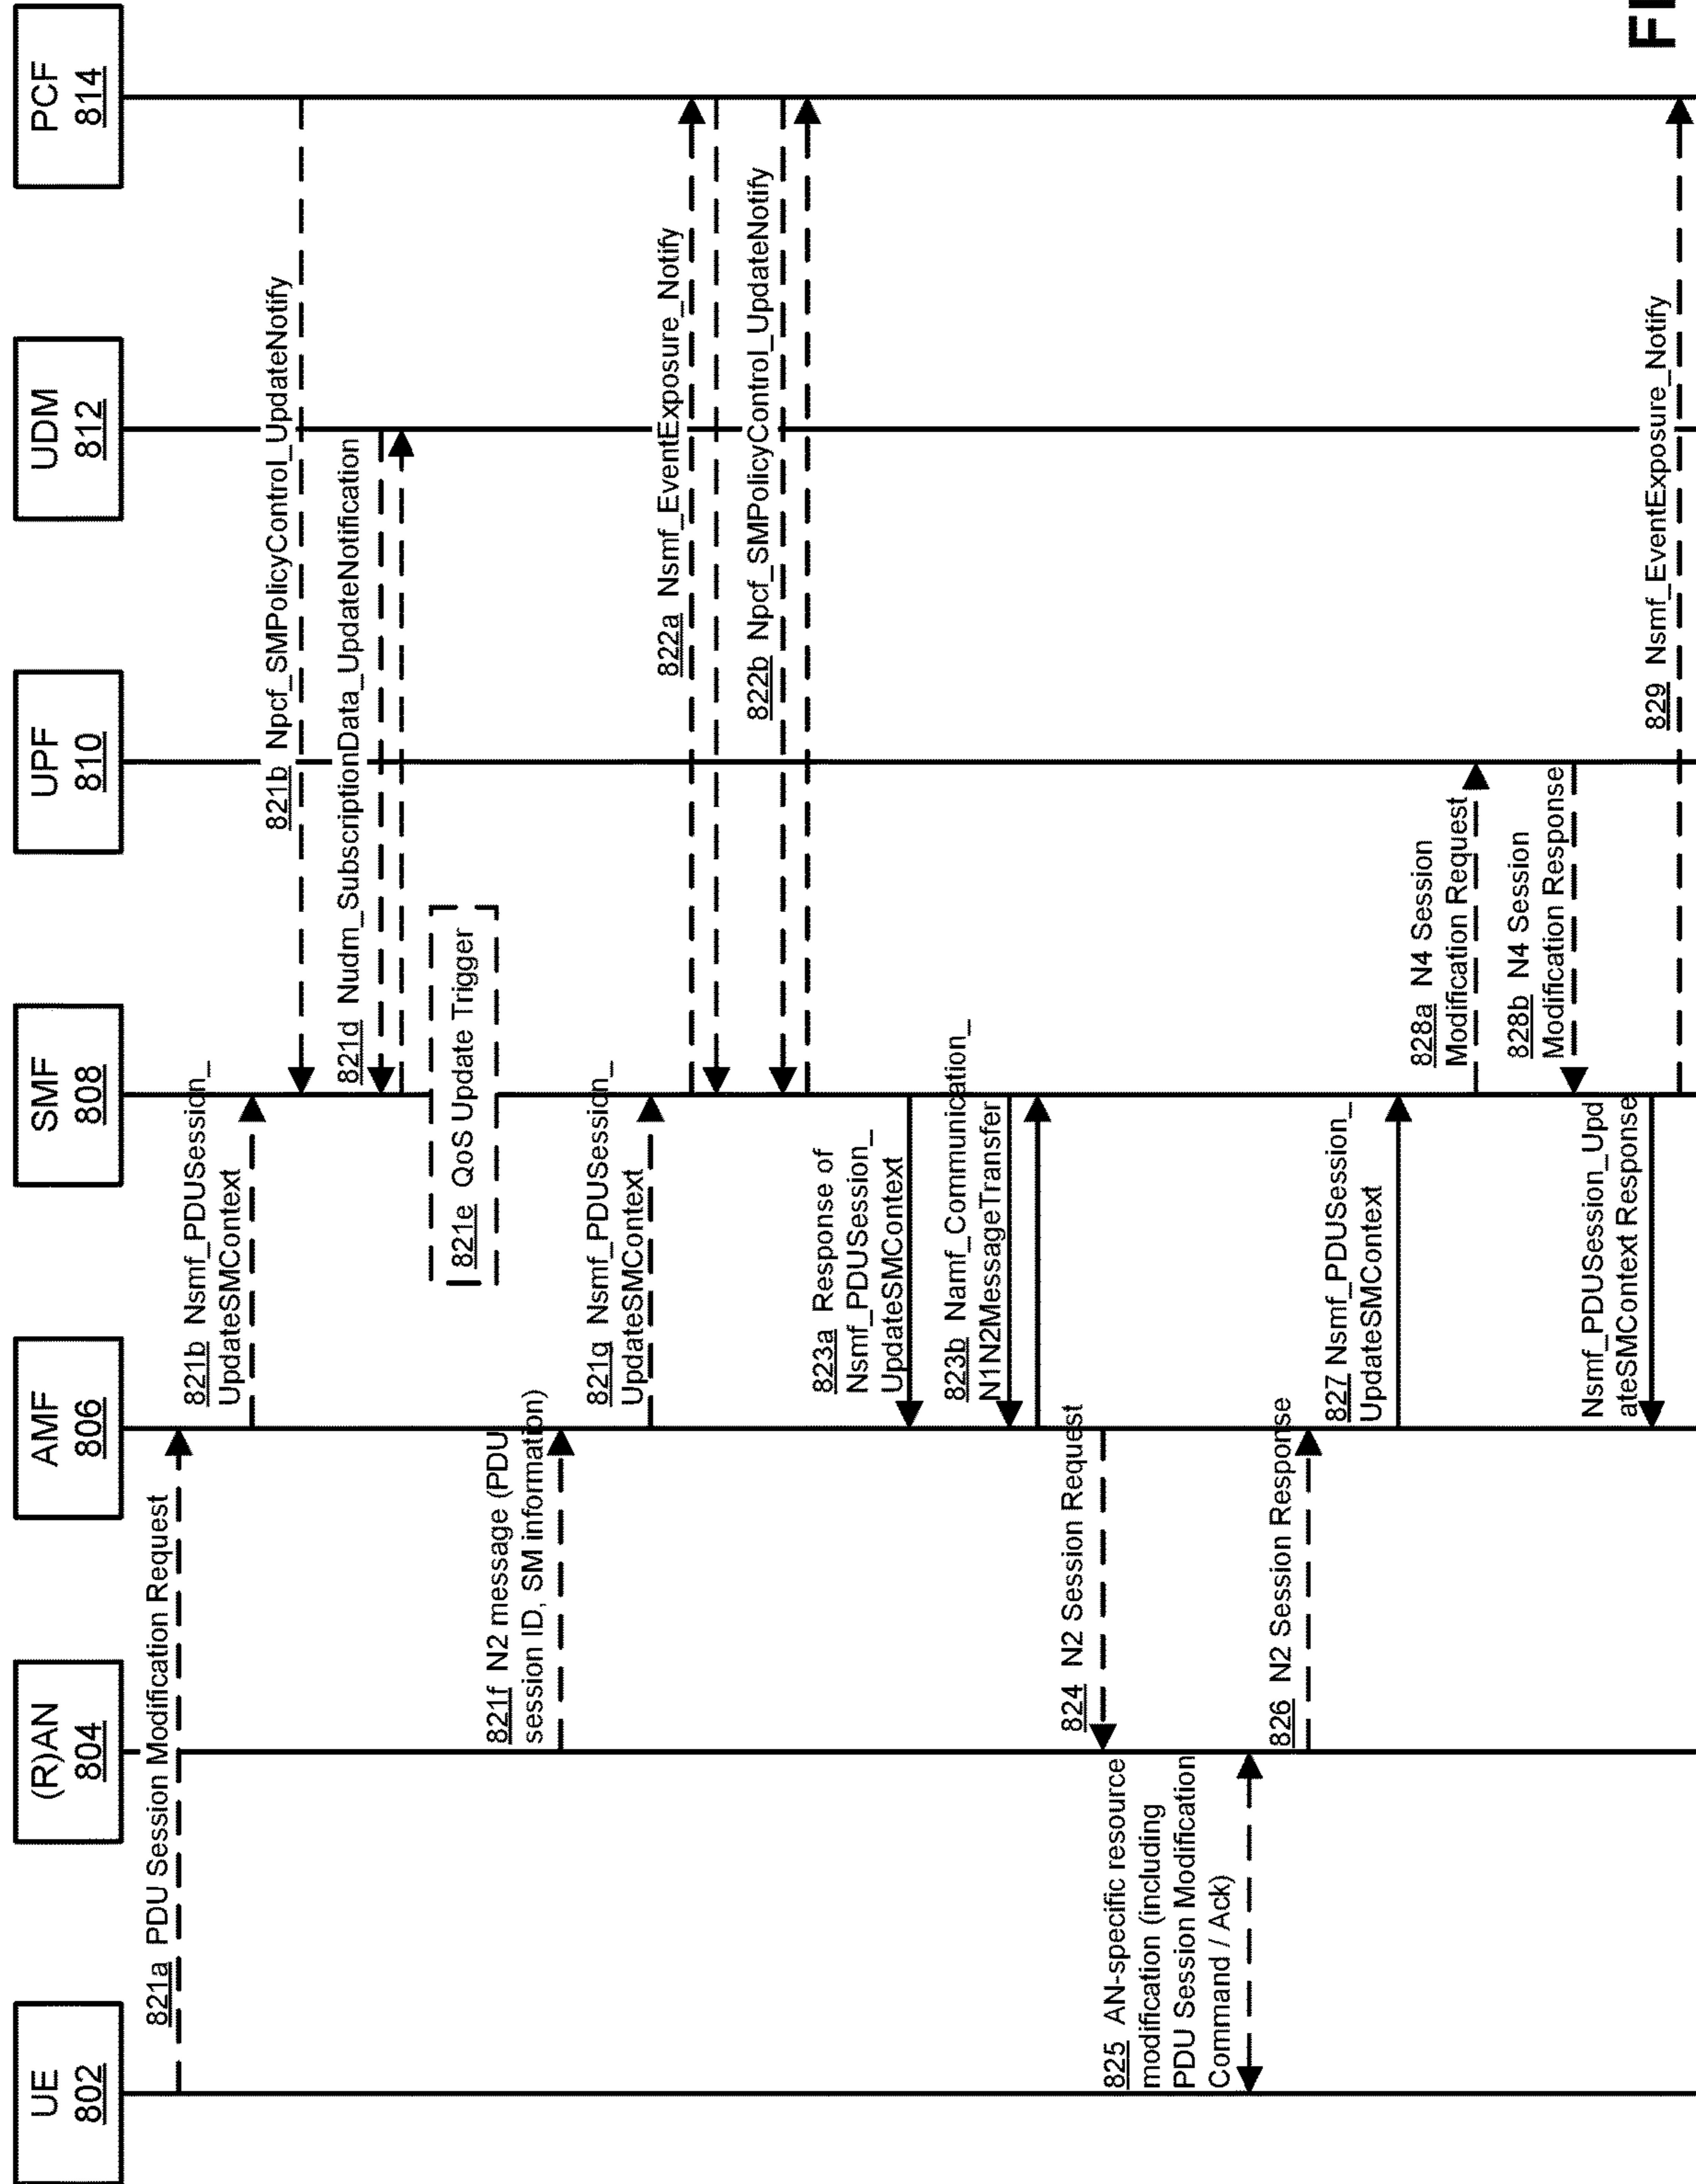 UE
802
(R)AN
804
AMF
806
SMF
808
UPF
810
UDM
812
PCF
814
821a PDU Session Modification Request
821b Nsmf_PDUSession_
UpdateSMContext
821b Npcf_SMPolicyControl_UpdateNotify
821d Nudm_SubscriptionData_UpdateNotification
821e QoS Update Trigger
821f N2 message (PDU
session ID, SM information)
821g Nsmf_PDUSession_
UpdateSMContext
822a Nsmf_EventExposure_Notify
822b Npcf_SMPolicyControl_UpdateNotify
823a Response of
Nsmf_PDUSession_
UpdateSMContext
823b Namf_Communication_
N1N2MessageTransfer
824 N2 Session Request
825 AN-specific resource
modification (including
PDU Session Modification
Command / Ack)
826 N2 Session Response
827 Nsmf_PDUSession_
UpdateSMContext
828a N4 Session
Modification Request
828b N4 Session
Modification Response
Nsmf_PDUSession_Upd
ateSMContext Response
829 Nsmf_EventExposure_Notify